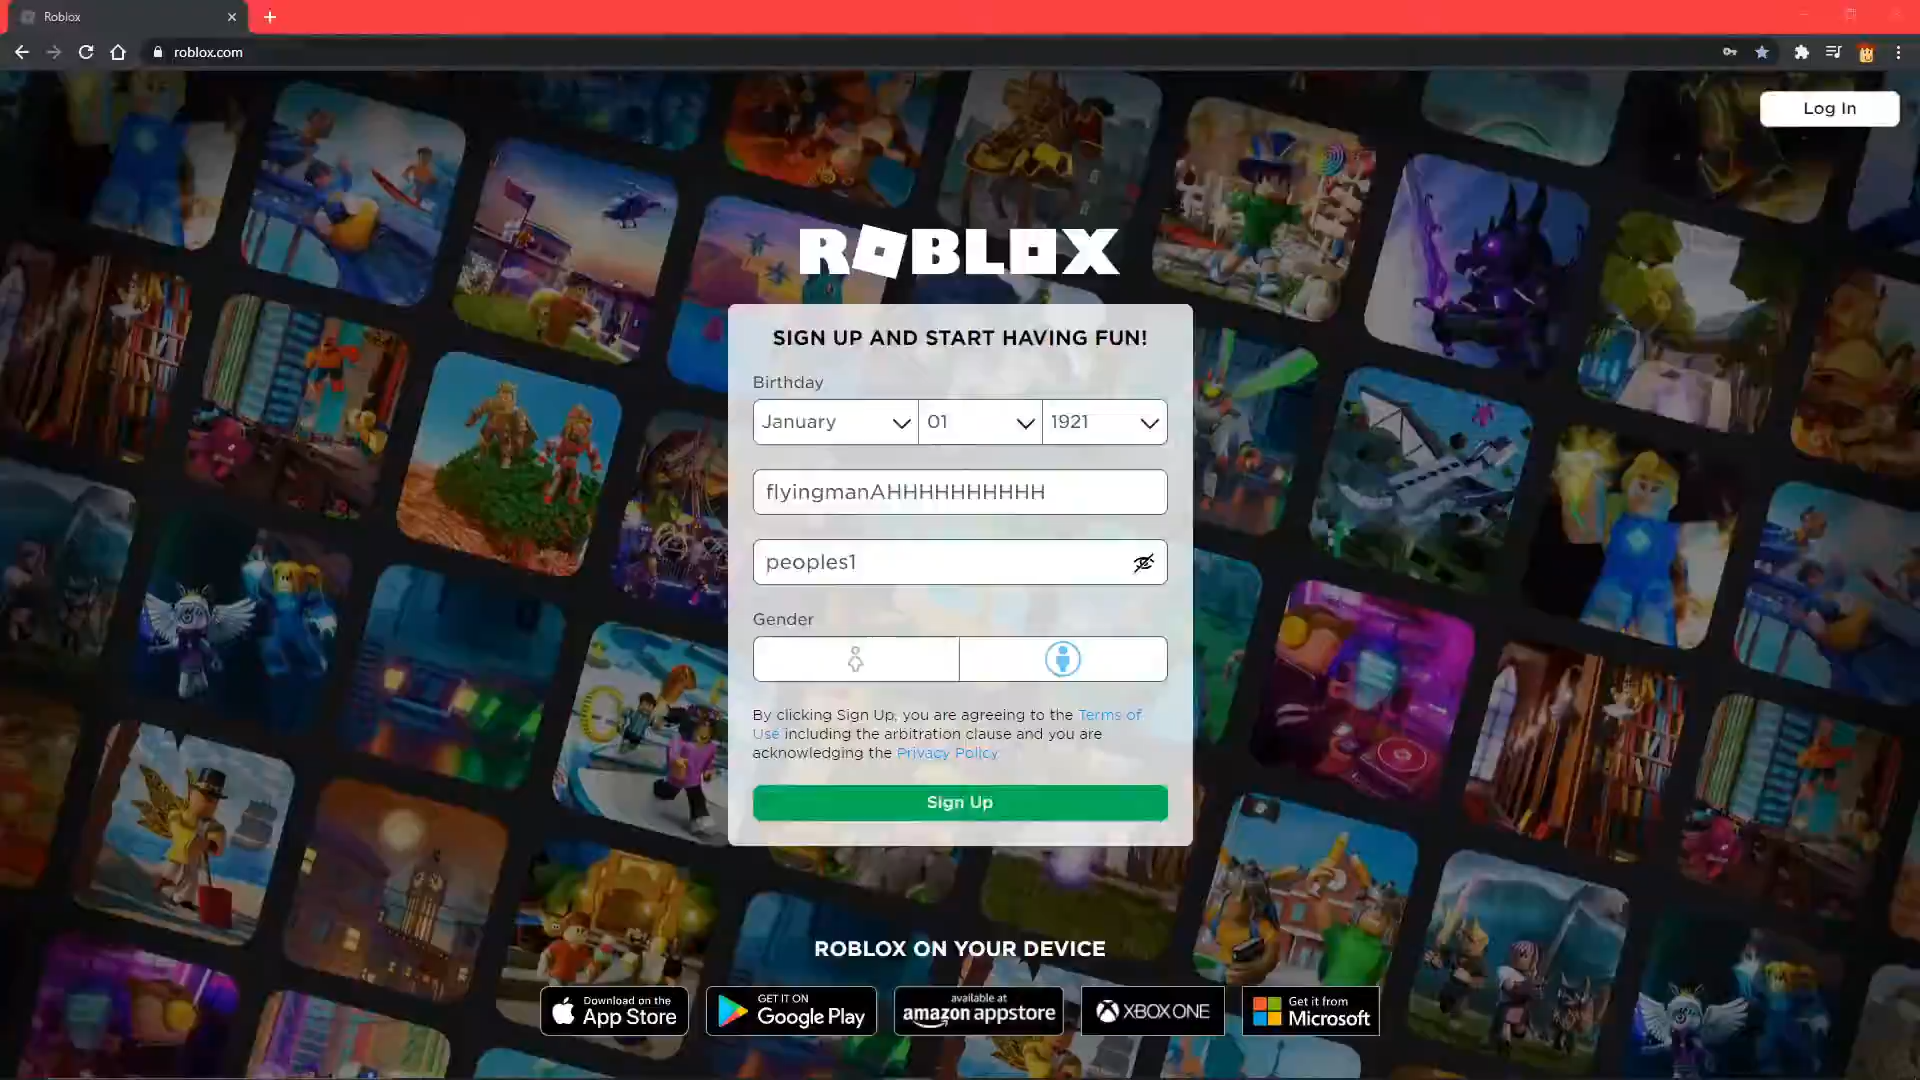 Roblox
roblox.com
Log In
ROBLOX
SIGN UP AND START HAVING FUN!
Birthday
January 01 1921
flyingmanAHHHHHHHHHH
peoples1
Gender
By clicking Sign Up, you are agreeing to the Terms of
Use including the arbitration clause and you are
acknowledging the Privacy Policy
Sign Up
ROBLOX ON YOUR DEVICE
Download on the
App Store
GET IT ON
Google Play
available at
amazon appstore
XBOX ONE
Get it from
Microsoft